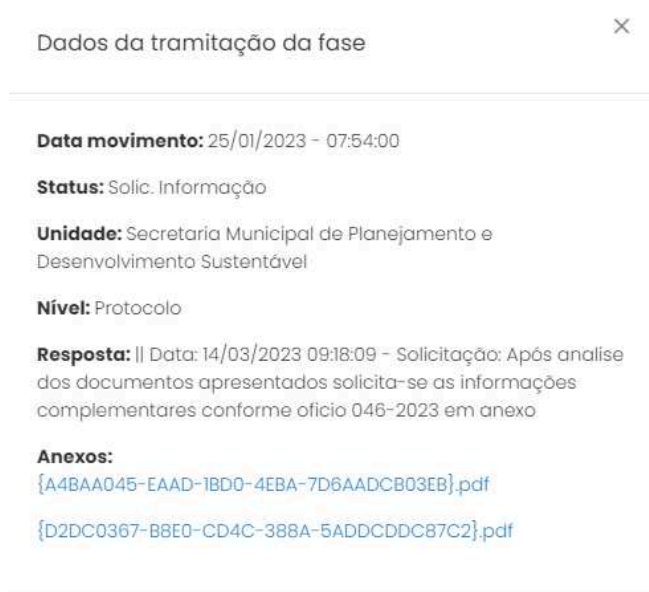 Dados da tramitação da fase
Data movimento: 25/01/2023 - 07:54:00
Status: Solic. Informação
Unidade: Secretaria Municipal de Planejamento e
Desenvolvimento Sustentável
Nível: Protocolo
Resposta: || Data: 14/03/2023 09:18:09 - Solicitação: Após analise
dos documentos apresentados solicita-se as informações
complementares conforme oficio 046-2023 em anexo
Anexos:
{A4BAA045-EAAD-1BD0-4EBA-7D6AADCB03EB}.pdf
{D2DC0367-B8E0-CD4C-388A-5ADDCDDC87C2}.pdf